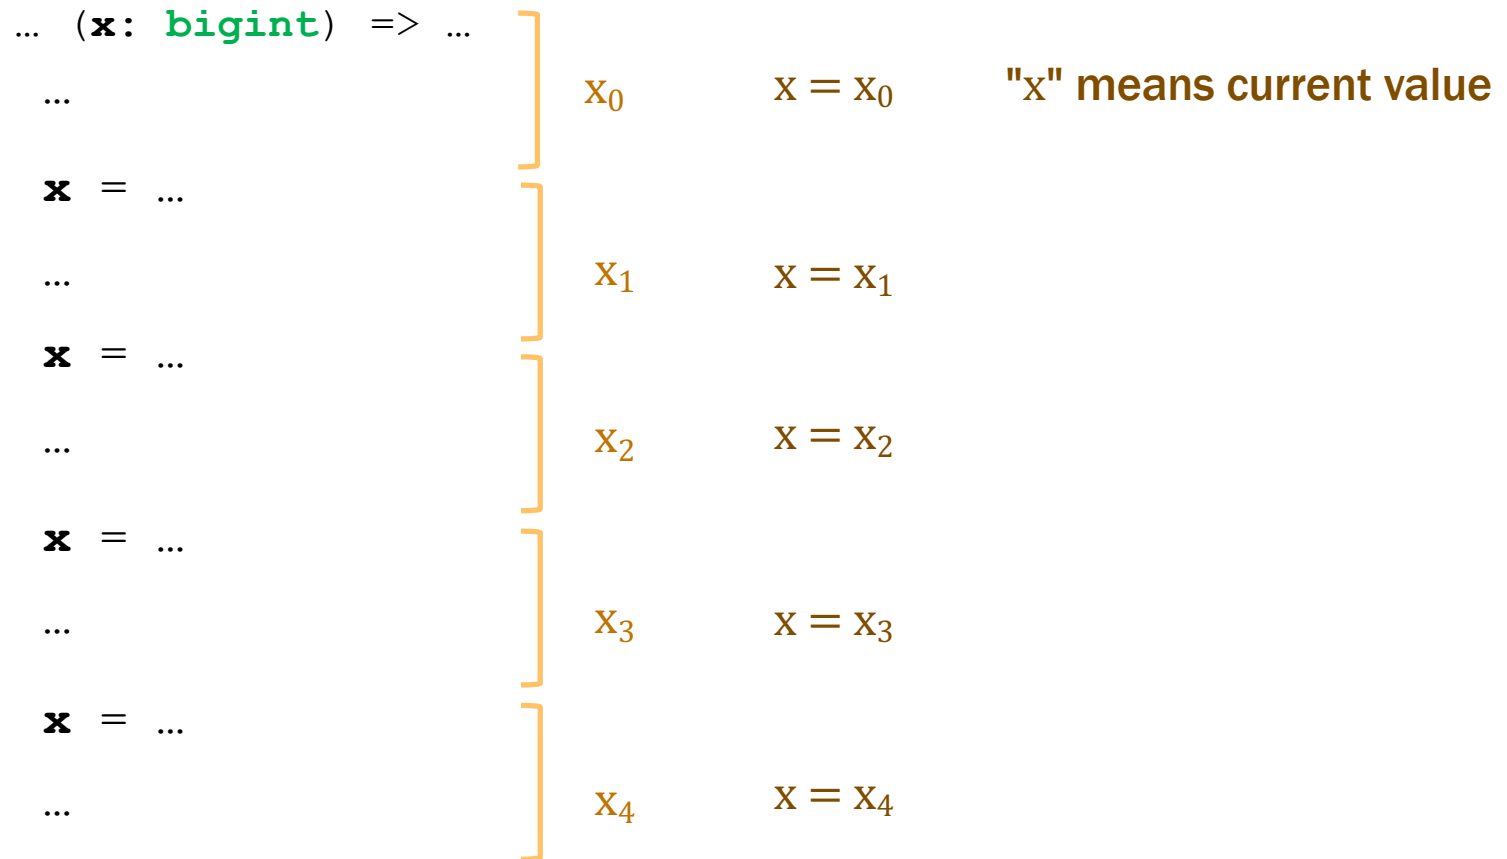 … (x: bigint) => …
… x₀ x = x₀ "x" means current value
x = …
… x₁ x = x₁
x = …
… x₂ x = x₂
x = …
… x₃ x = x₃
x = …
… x₄ x = x₄